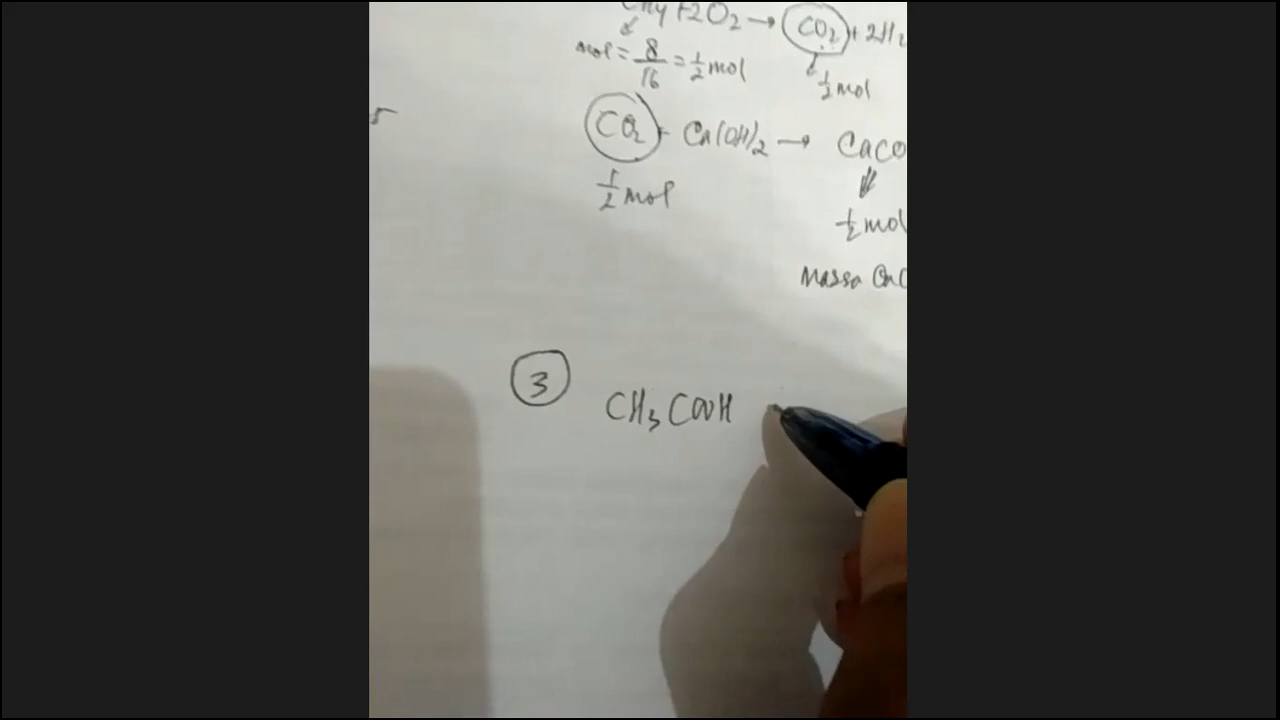 CH4 + 2O2 → CO2 + 2H2
mol = 8/16 = 1/2 mol
1/2 mol
CO2 + Ca(OH)2 → CaCO
1/2 mol
1/2 mol
Massa CaC
3
CH3COOH